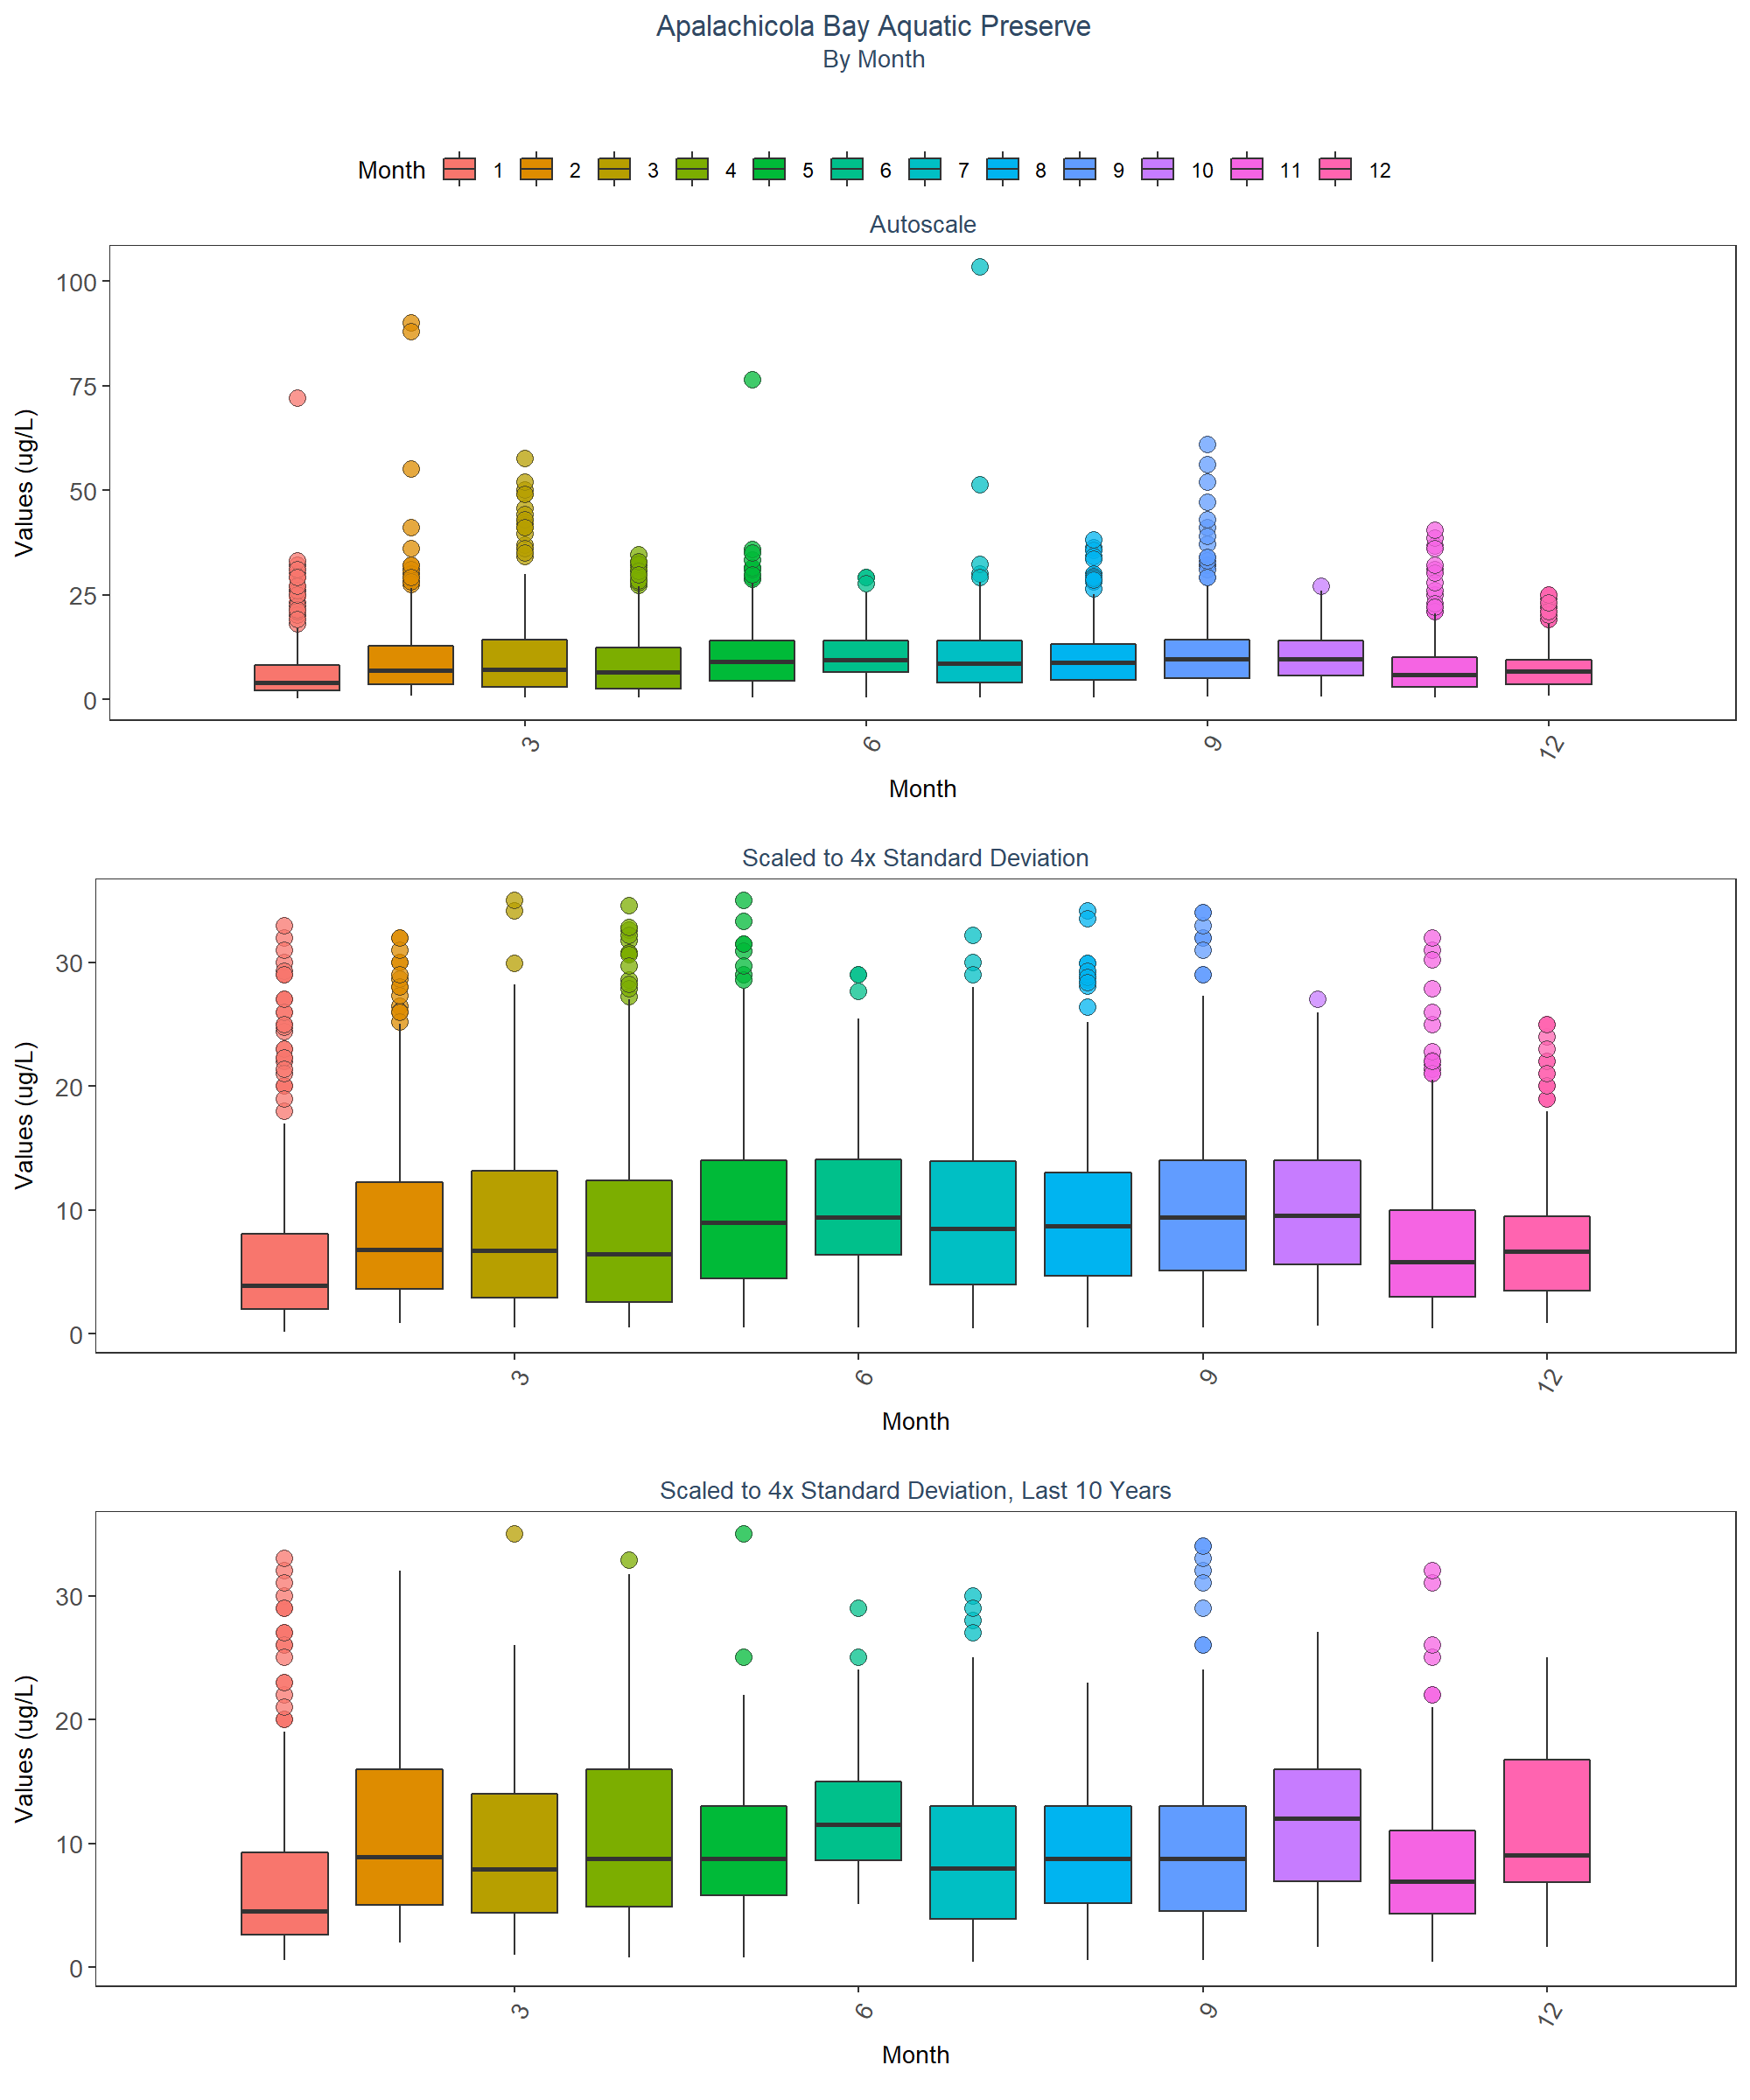 Apalachicola Bay Aquatic Preserve
By Month
Month 1 2 3 4 5 6 7 8 9 10 11 12
Autoscale
Values (ug/L)
100
75
50
25
0
3 6 9 12
Month
Scaled to 4x Standard Deviation
Values (ug/L)
30
20
10
0
3 6 9 12
Month
Scaled to 4x Standard Deviation, Last 10 Years
Values (ug/L)
30
20
10
0
3 6 9 12
Month